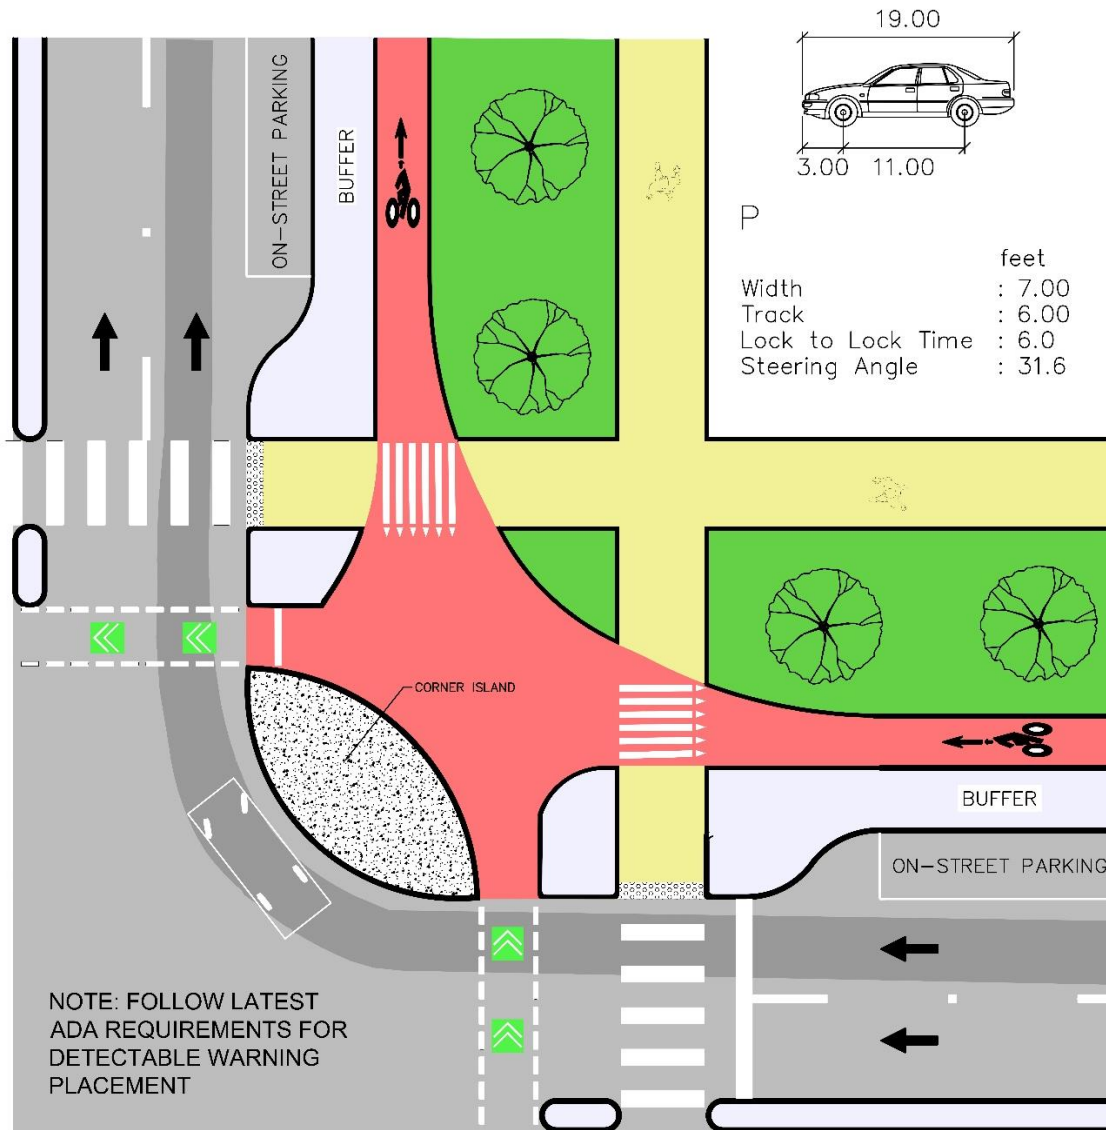 19.00
3.00 11.00
P
feet
Width : 7.00
Track : 6.00
Lock to Lock Time : 6.0
Steering Angle : 31.6
ON-STREET PARKING
BUFFER
CORNER ISLAND
BUFFER
ON-STREET PARKING
NOTE: FOLLOW LATEST
ADA REQUIREMENTS FOR
DETECTABLE WARNING
PLACEMENT